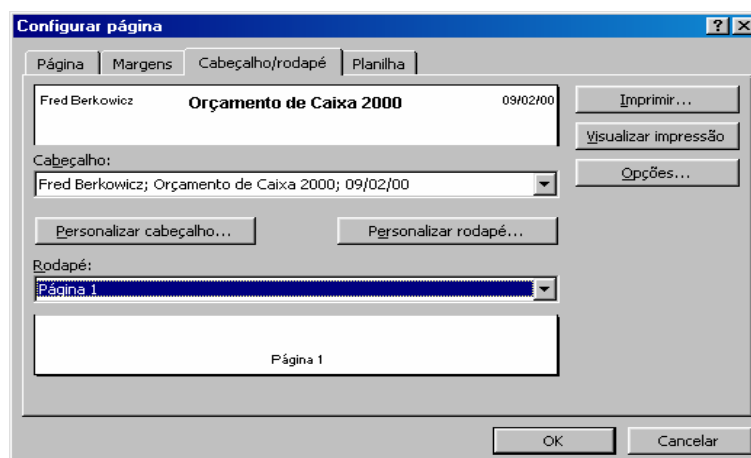 Configurar página
Página Margens Cabeçalho/rodapé Planilha
Fred Berkowicz Orçamento de Caixa 2000 09/02/00
Imprimir...
Visualizar impressão
Cabeçalho:
Opções...
Fred Berkowicz; Orçamento de Caixa 2000; 09/02/00
Personalizar cabeçalho... Personalizar rodapé...
Rodapé:
Página 1
Página 1
OK Cancelar